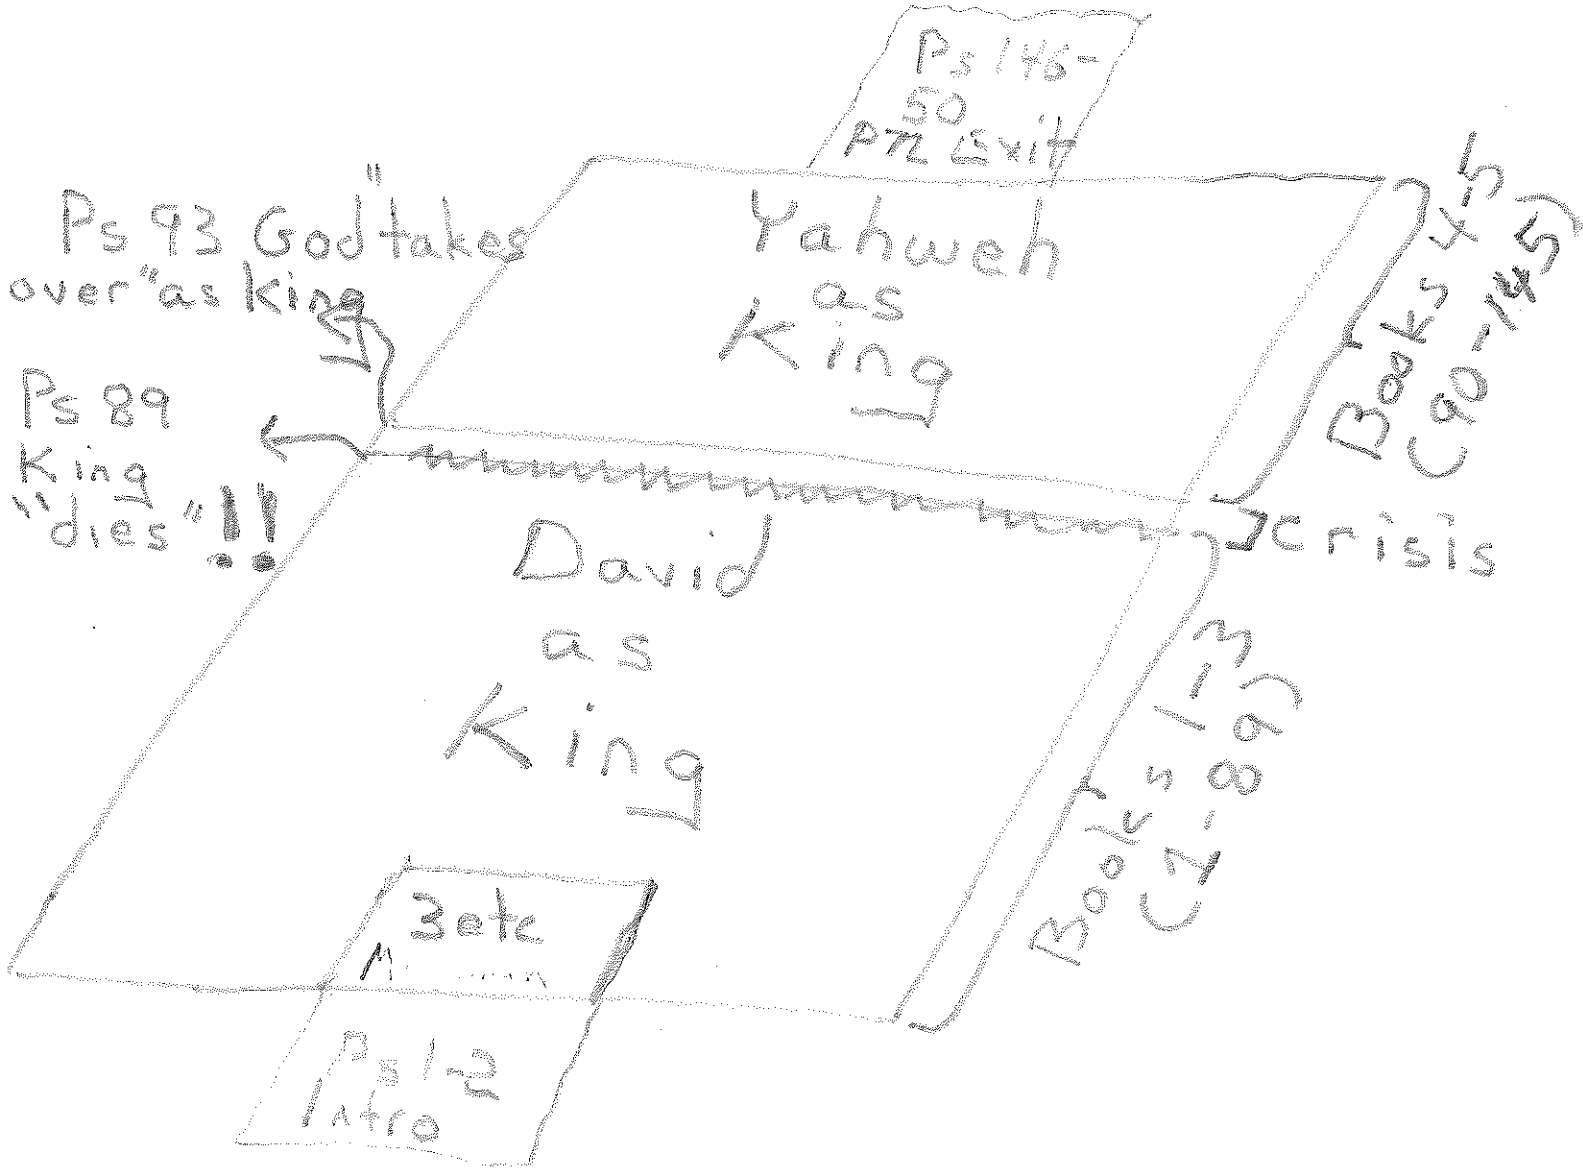 Ps 146-
50
Exit
Ps 93 God "takes
over" as King
Yahweh
as
King
Books 4-5
(90-145)
Ps 89
King
"dies"!!
Crisis
David
as
King
Books 1-3
(1-89)
3 etc
Ps 1-2
Intro